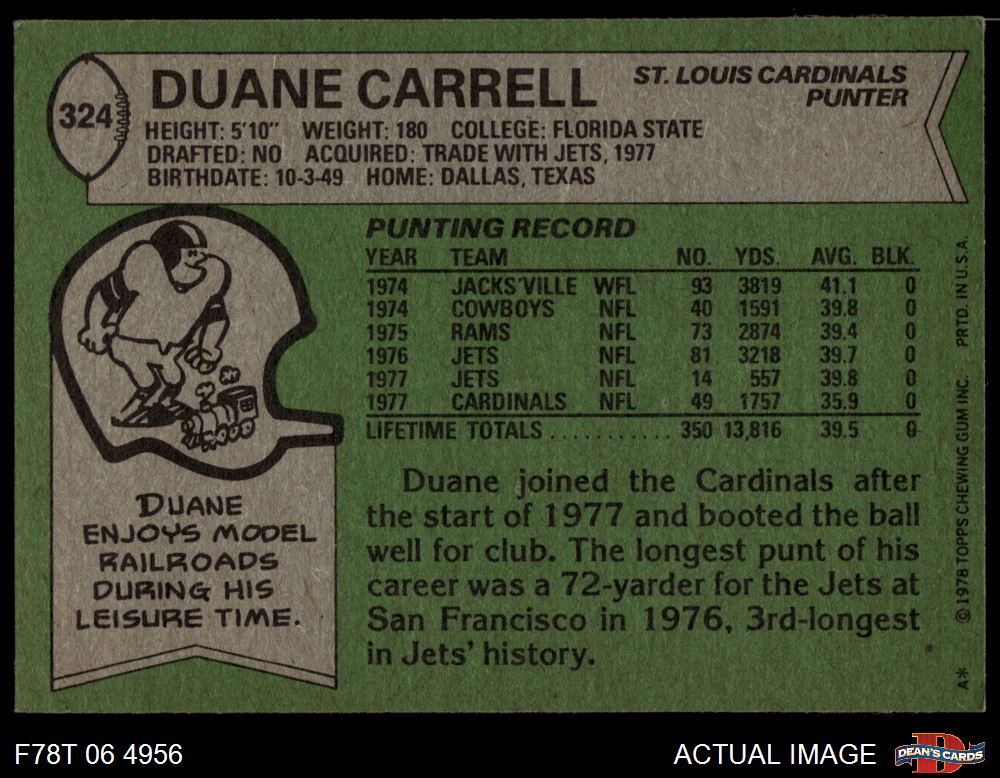 324
DUANE CARRELL
ST. LOUIS CARDINALS
PUNTER
HEIGHT: 5'10" WEIGHT: 180 COLLEGE: FLORIDA STATE
DRAFTED: NO ACQUIRED: TRADE WITH JETS, 1977
BIRTHDATE: 10-3-49 HOME: DALLAS, TEXAS
PUNTING RECORD
YEAR TEAM NO. YDS. AVG. BLK.
1974 JACKS'VILLE WFL 93 3819 41.1 0
1974 COWBOYS NFL 40 1591 39.8 0
1975 RAMS NFL 73 2874 39.4 0
1976 JETS NFL 81 3218 39.7 0
1977 JETS NFL 14 557 39.8 0
1977 CARDINALS NFL 49 1757 35.9 0
LIFETIME TOTALS ........... 350 13,816 39.5 0
Duane joined the Cardinals after
the start of 1977 and booted the ball
well for club. The longest punt of his
career was a 72-yarder for the Jets at
San Francisco in 1976, 3rd-longest
in Jets' history.
DUANE
ENJOYS MODEL
RAILROADS
DURING HIS
LEISURE TIME.
A* ©1978 TOPPS CHEWING GUM INC. PRTD. IN U.S.A.
F78T 06 4956
ACTUAL IMAGE
DEAN'S CARDS